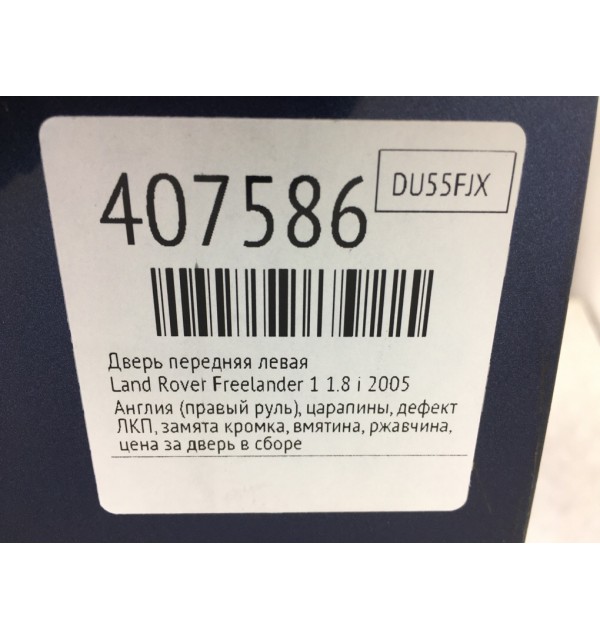 407586
DU55FJX
Дверь передняя левая
Land Rover Freelander 1 1.8 i 2005
Англия (правый руль), царапины, дефект
ЛКП, замята кромка, вмятина, ржавчина,
цена за дверь в сборе